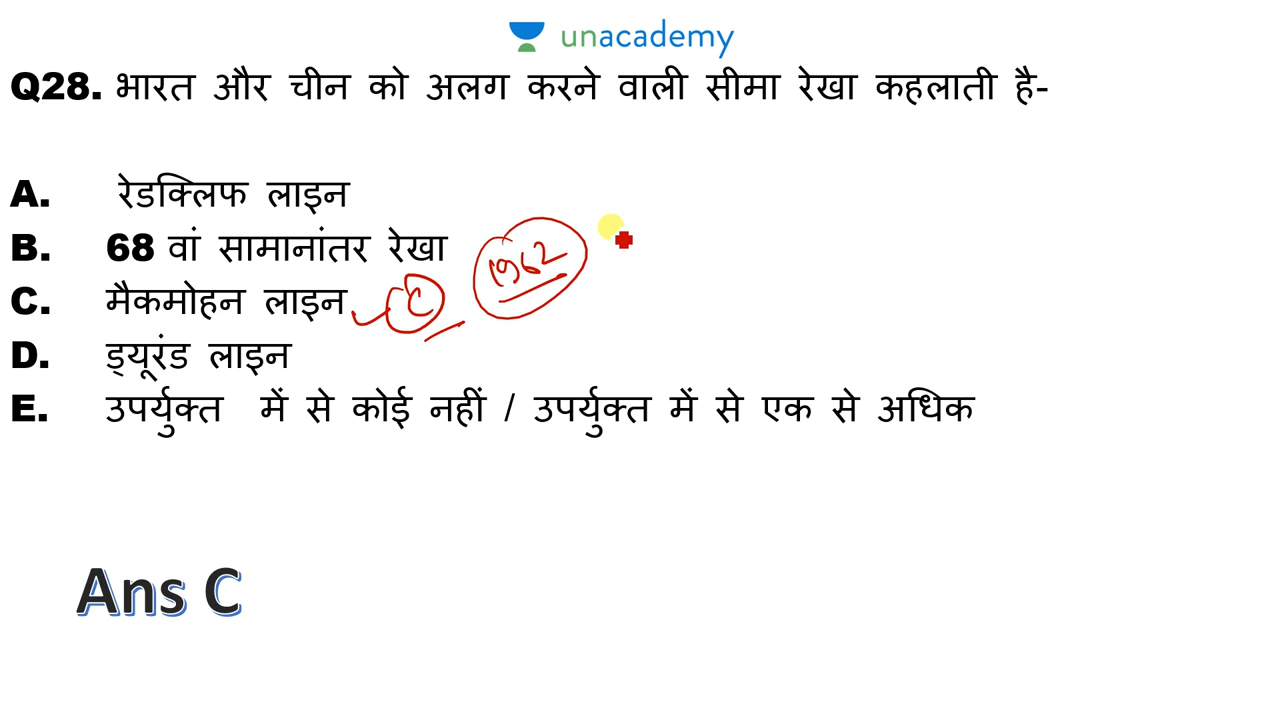 unacademy
Q28. भारत और चीन को अलग करने वाली सीमा रेखा कहलाती है-
A. रेडक्लिफ लाइन
B. 68 वां सामानांतर रेखा
1962
C. मैकमोहन लाइन C
D. ड्यूरंड लाइन
E. उपर्युक्त में से कोई नहीं / उपर्युक्त में से एक से अधिक
Ans C